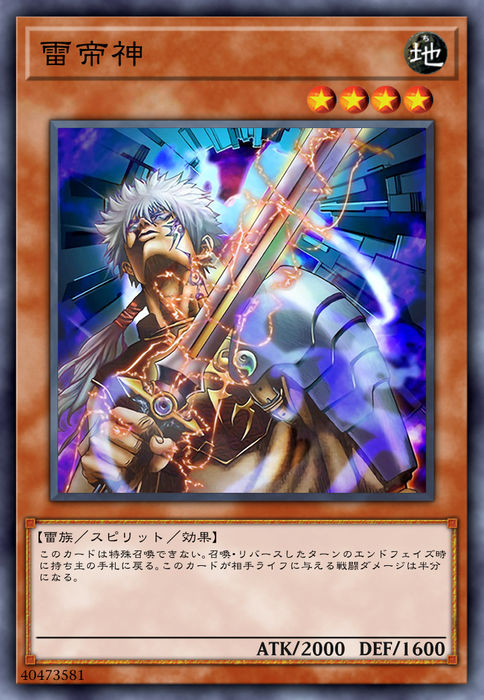 雷帝神
ち
地
【雷族／スピリット／効果】
このカードは特殊召喚できない。召喚・リバースしたターンのエンドフェイズ時
に持ち主の手札に戻る。このカードが相手ライフに与える戦闘ダメージは半分
になる。
ATK/2000 DEF/1600
40473581